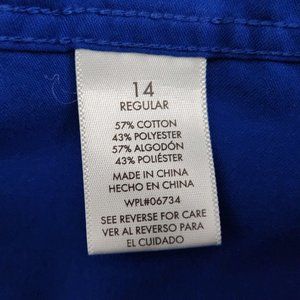 14
REGULAR
57% COTTON
43% POLYESTER
57% ALGODÓN
43% POLIÉSTER
MADE IN CHINA
HECHO EN CHINA
WPL#06734
SEE REVERSE FOR CARE
VER AL REVERSO PARA
EL CUIDADO